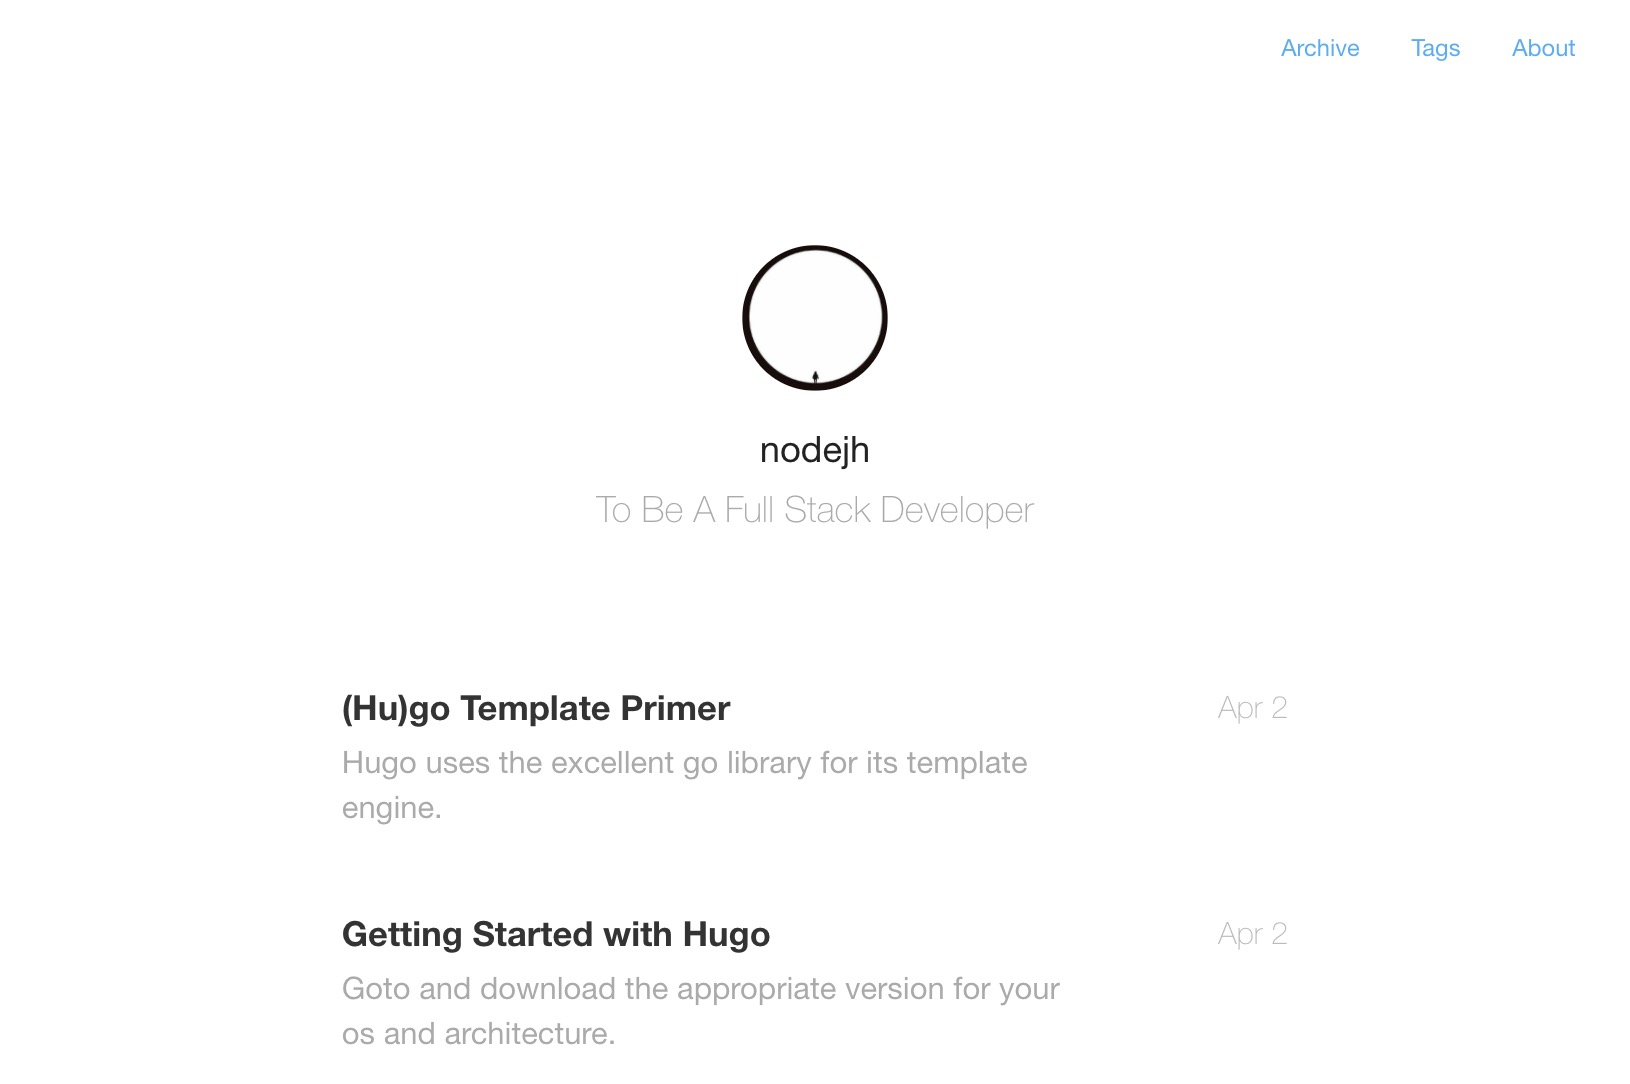 Archive Tags About
nodejh
To Be A Full Stack Developer
(Hu)go Template Primer
Apr 2
Hugo uses the excellent go library for its template
engine.
Getting Started with Hugo
Apr 2
Goto and download the appropriate version for your
os and architecture.